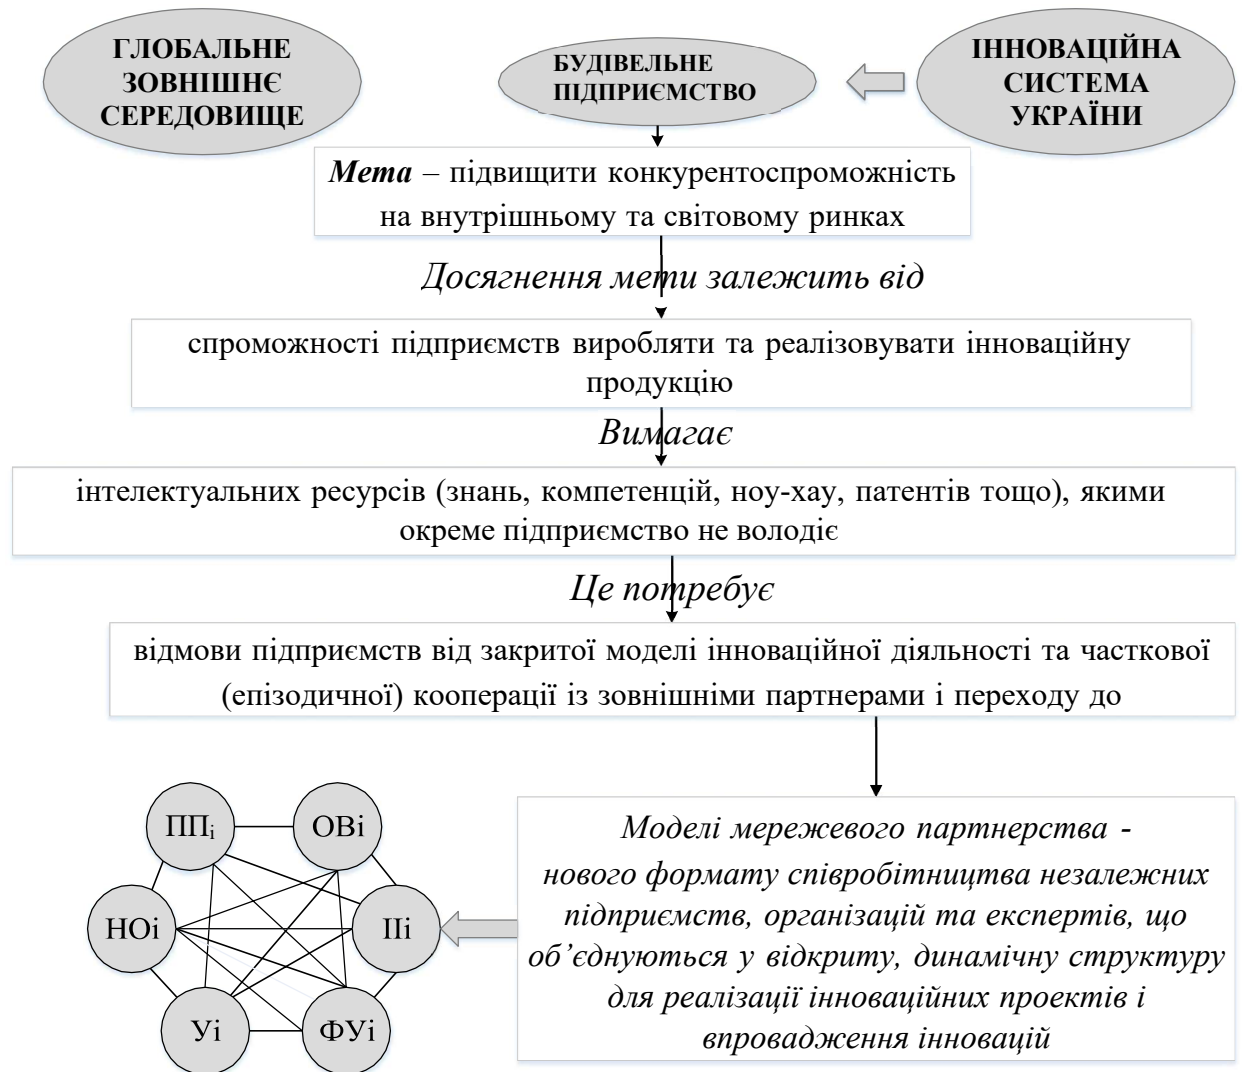 ГЛОБАЛЬНЕ
ЗОВНІШНЄ
СЕРЕДОВИЩЕ
БУДІВЕЛЬНЕ
ПІДПРИЄМСТВО
ІННОВАЦІЙНА
СИСТЕМА
УКРАЇНИ
Мета – підвищити конкурентоспроможність
на внутрішньому та світовому ринках
Досягнення мети залежить від
спроможності підприємств виробляти та реалізовувати інноваційну
продукцію
Вимагає
інтелектуальних ресурсів (знань, компетенцій, ноу-хау, патентів тощо), якими
окреме підприємство не володіє
Це потребує
відмови підприємств від закритої моделі інноваційної діяльності та часткової
(епізодичної) кооперації із зовнішніми партнерами і переходу до
Моделі мережевого партнерства -
нового формату співробітництва незалежних
підприємств, організацій та експертів, що
об’єднуються у відкриту, динамічну структуру
для реалізації інноваційних проектів і
впровадження інновацій
ППі
ОВі
НОі
ІІі
Уі
ФУі